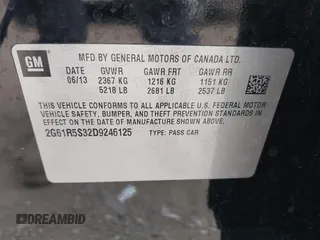 GM
MFD BY GENERAL MOTORS OF CANADA LTD.
DATE GVWR GAWR FRT GAWR RR
06/13 2367 KG 1216 KG 1151 KG
5218 LB 2681 LB 2537 LB
THIS VEHICLE CONFORMS TO ALL APPLICABLE U.S. FEDERAL MOTOR
VEHICLE SAFETY, BUMPER, AND THEFT PREVENTION STANDARDS
IN EFFECT ON THE DATE OF MANUFACTURE SHOWN ABOVE.
2G61R5S32D9246125 TYPE: PASS CAR
DREAMBID